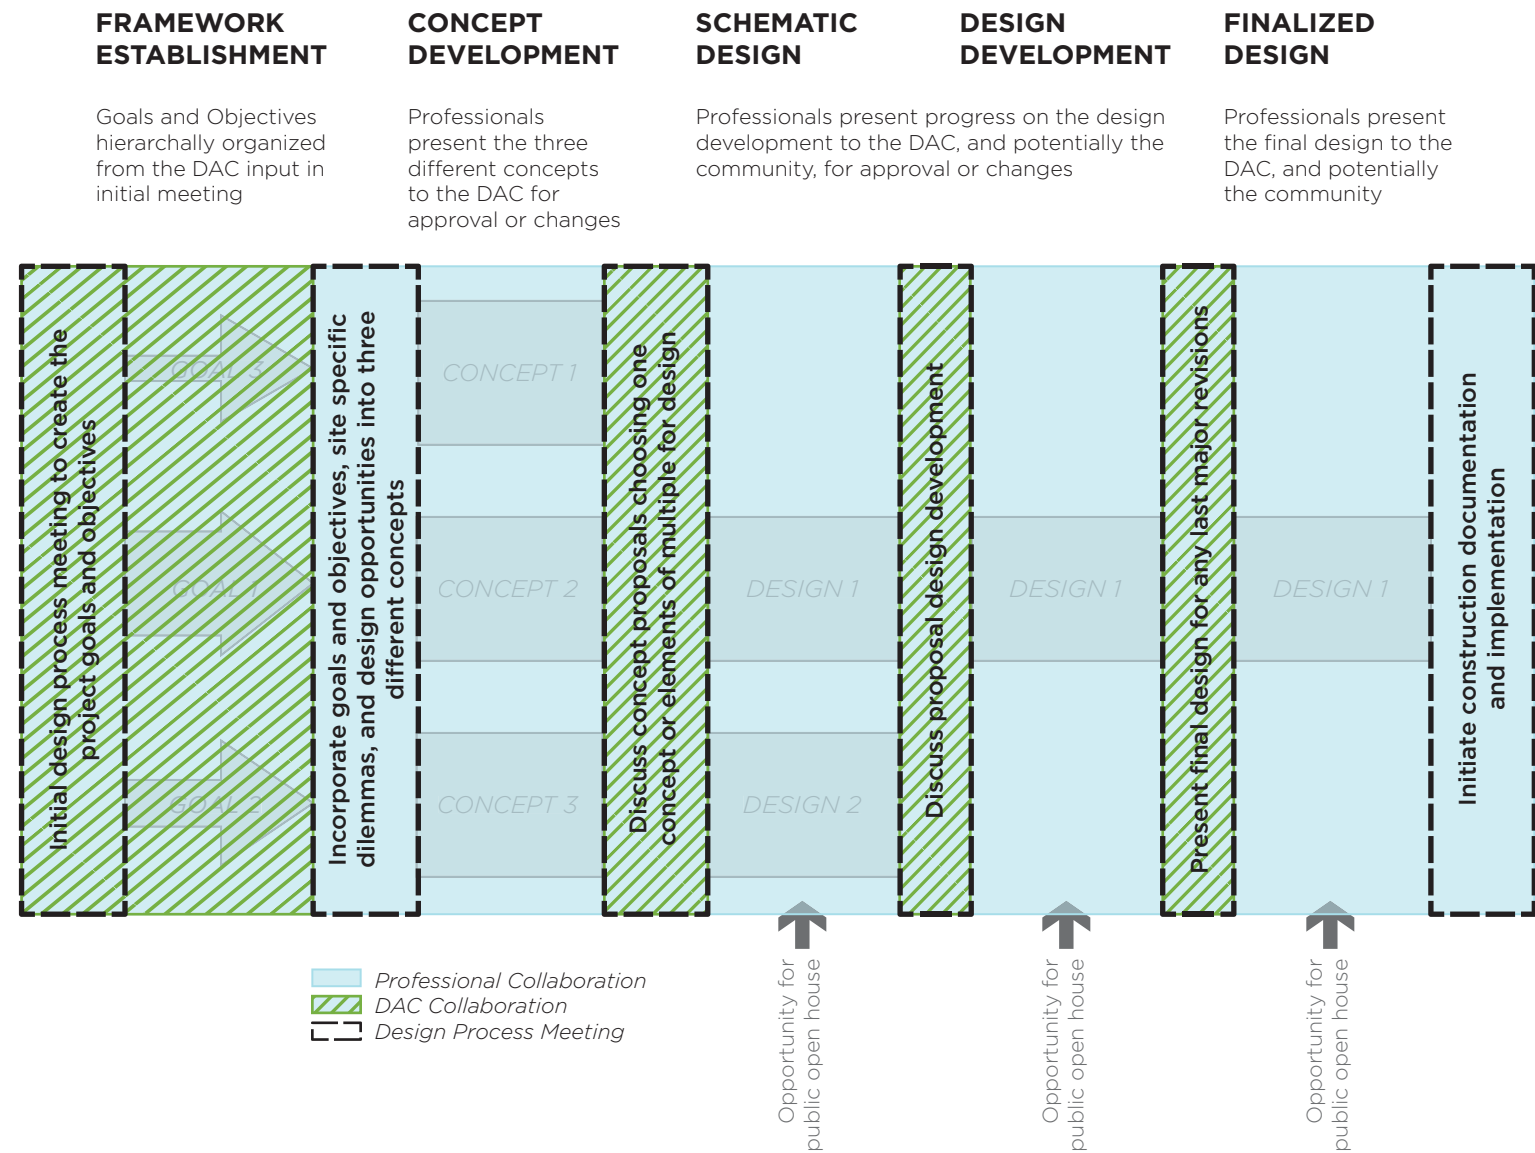 FRAMEWORK
ESTABLISHMENT
Goals and Objectives
hierchally organized
from the DAC input in
initial meeting
CONCEPT
DEVELOPMENT
Professionals
present the three
different concepts
to the DAC for
approval or changes
SCHEMATIC
DESIGN
DESIGN
DEVELOPMENT
Professionals present progress on the design
development to the DAC, and potentially the
community, for approval or changes
FINALIZED
DESIGN
Professionals present
the final design to the
DAC, and potentially
the community
Initial design process meeting to create the
project goals and objectives
GOAL 3
GOAL 1
GOAL 2
Incorporate goals and objectives, site specific
dilemmas, and design opportunities into three
different concepts
CONCEPT 1
CONCEPT 2
CONCEPT 3
Discuss concept proposals choosing one
concept or elements of multiple for design
DESIGN 1
DESIGN 2
Discuss proposal design development
DESIGN 1
Present final design for any last major revisions
DESIGN 1
Initiate construction documentation
and implementation
Opportunity for
public open house
Opportunity for
public open house
Opportunity for
public open house
Professional Collaboration
DAC Collaboration
Design Process Meeting